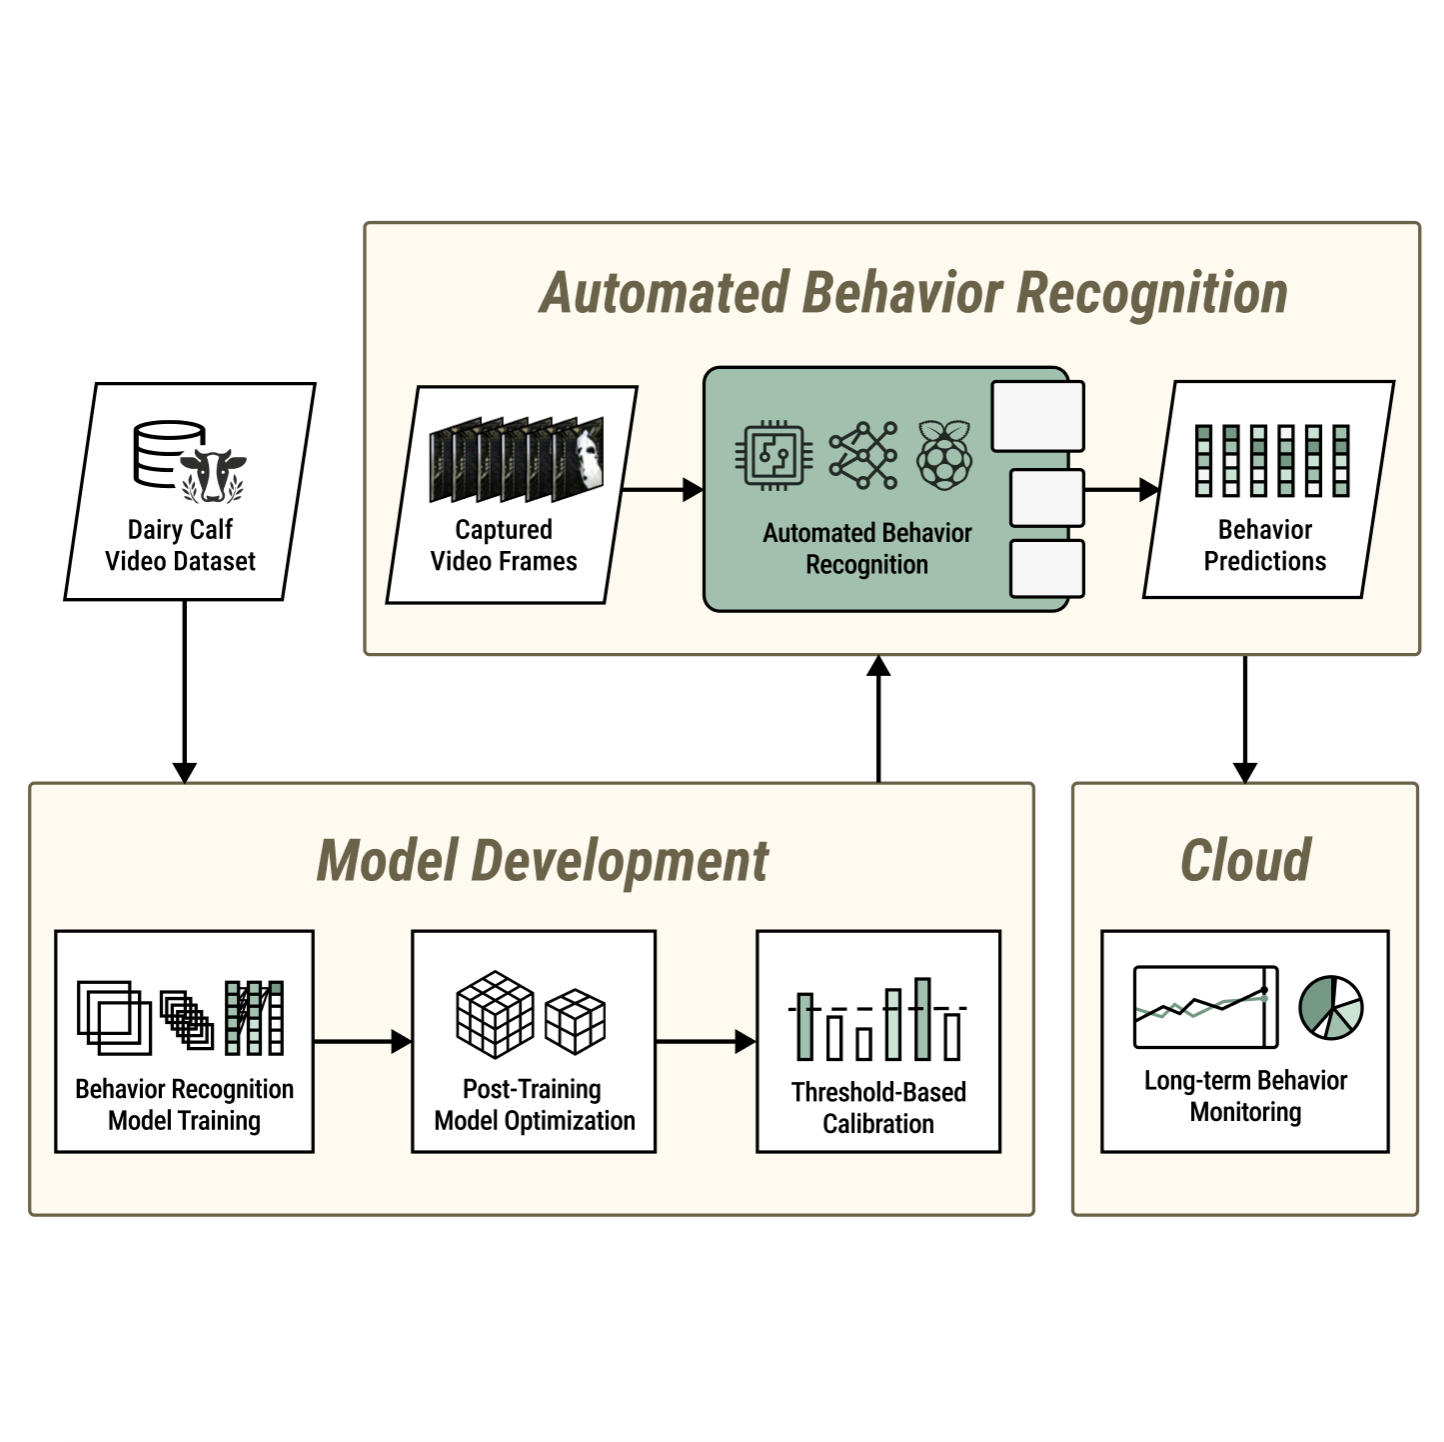 Automated Behavior Recognition
Dairy Calf
Video Dataset
Captured
Video Frames
Automated Behavior
Recognition
Behavior
Predictions
Model Development
Behavior Recognition
Model Training
Post-Training
Model Optimization
Threshold-Based
Calibration
Cloud
Long-term Behavior
Monitoring